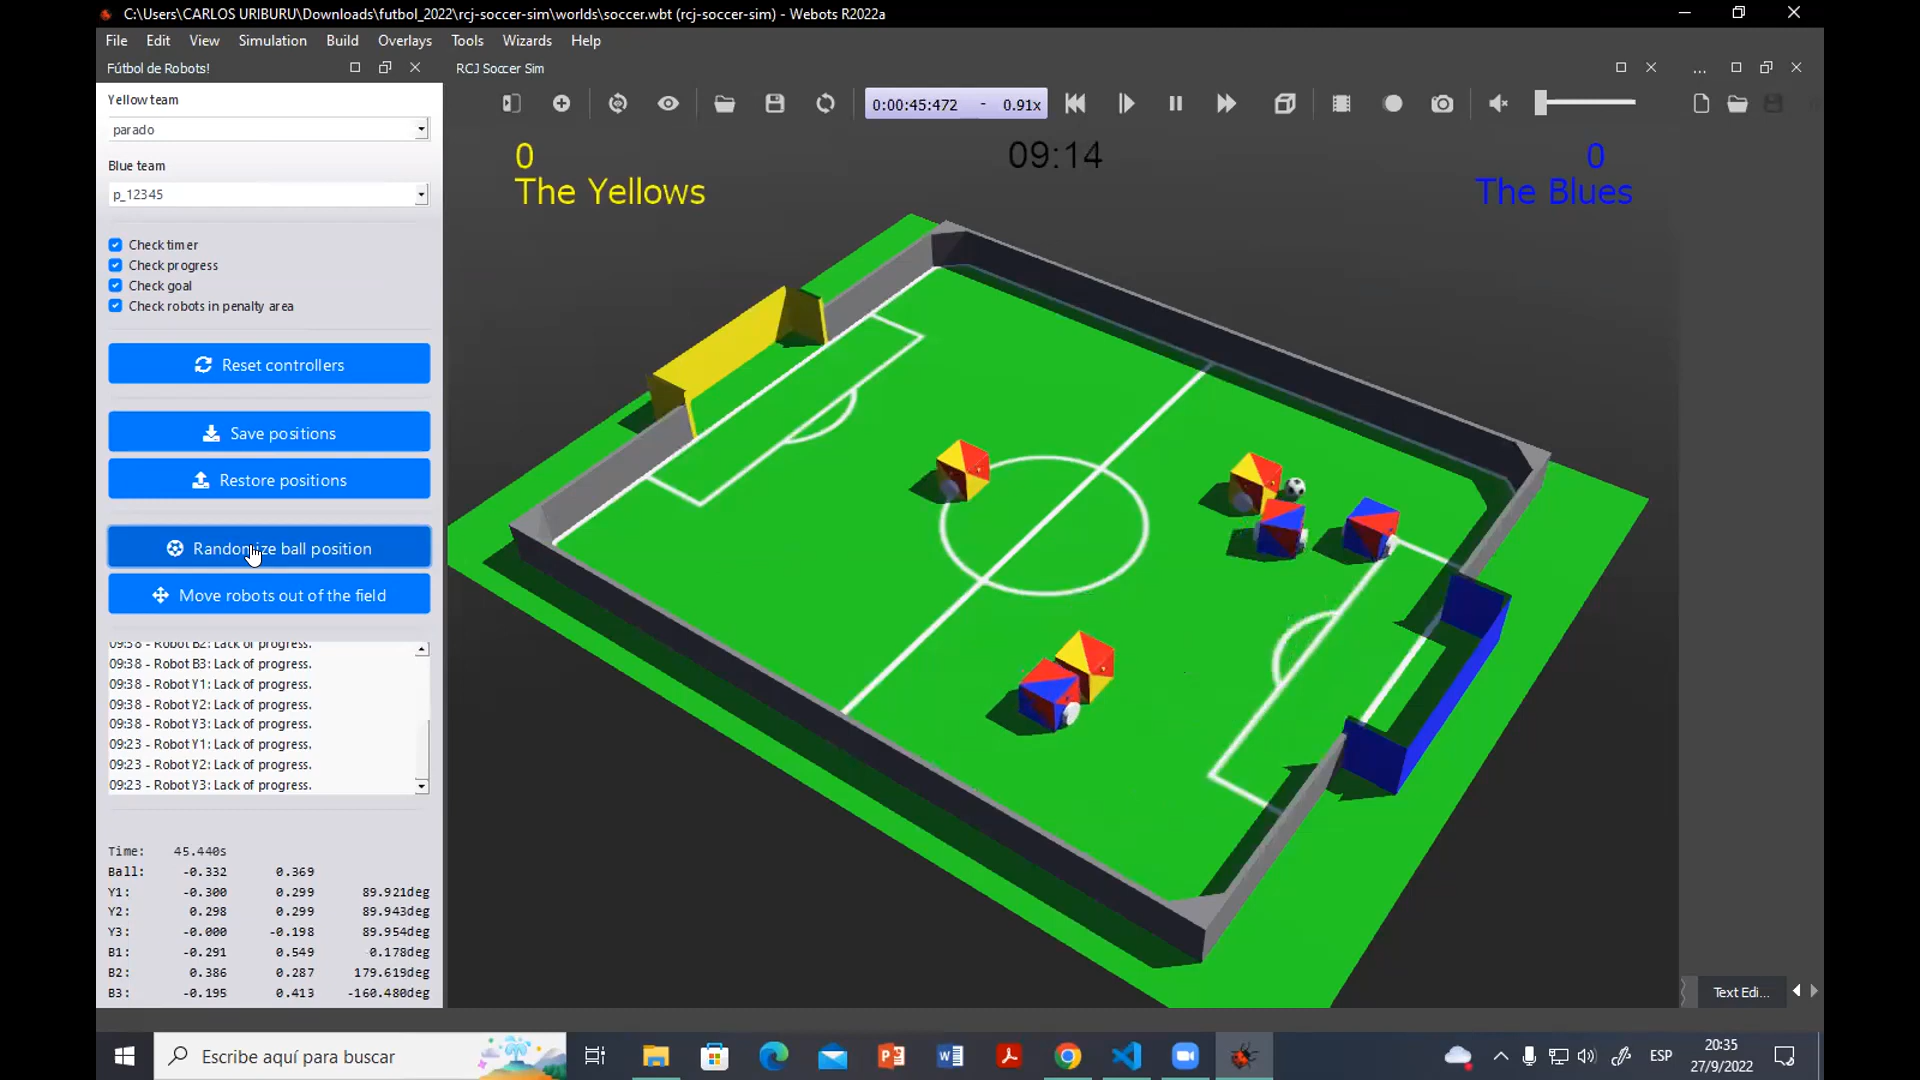 C:\Users\CARLOS URIBURU\Downloads\futbol_2022\rcj-soccer-sim\worlds\soccer.wbt (rcj-soccer-sim) - Webots R2022a
File Edit View Simulation Build Overlays Tools Wizards Help
Fútbol de Robots!
RCJ Soccer Sim
...
0:00:45:472 - 0.91x
Yellow team
parado
Blue team
p_12345
Check timer
Check progress
Check goal
Check robots in penalty area
Reset controllers
Save positions
Restore positions
Randomize ball position
Move robots out of the field
09:38 - Robot B2: Lack of progress.
09:38 - Robot B3: Lack of progress.
09:38 - Robot Y1: Lack of progress.
09:38 - Robot Y2: Lack of progress.
09:38 - Robot Y3: Lack of progress.
09:23 - Robot Y1: Lack of progress.
09:23 - Robot Y2: Lack of progress.
09:23 - Robot Y3: Lack of progress.
Time: 45.440s
Ball: -0.332 0.369
Y1: -0.300 0.299 89.921deg
Y2: 0.298 0.299 89.943deg
Y3: -0.000 -0.198 89.954deg
B1: -0.291 0.549 -0.178deg
B2: 0.386 0.287 179.619deg
B3: -0.195 0.413 -160.480deg
0
The Yellows
09:14
0
The Blues
Text Edi...
Escribe aquí para buscar
ESP
20:35
27/9/2022